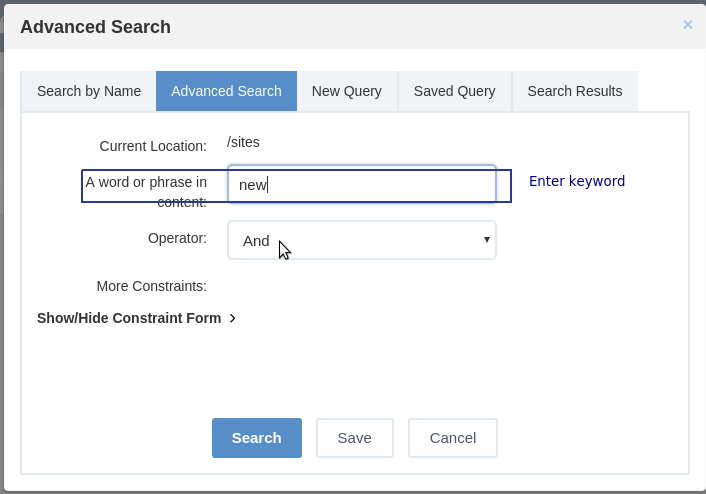 Advanced Search ×
Search by Name Advanced Search New Query Saved Query Search Results
Current Location: /sites
A word or phrase in
content:
new
Enter keyword
Operator: And
More Constraints:
Show/Hide Constraint Form
Search Save Cancel